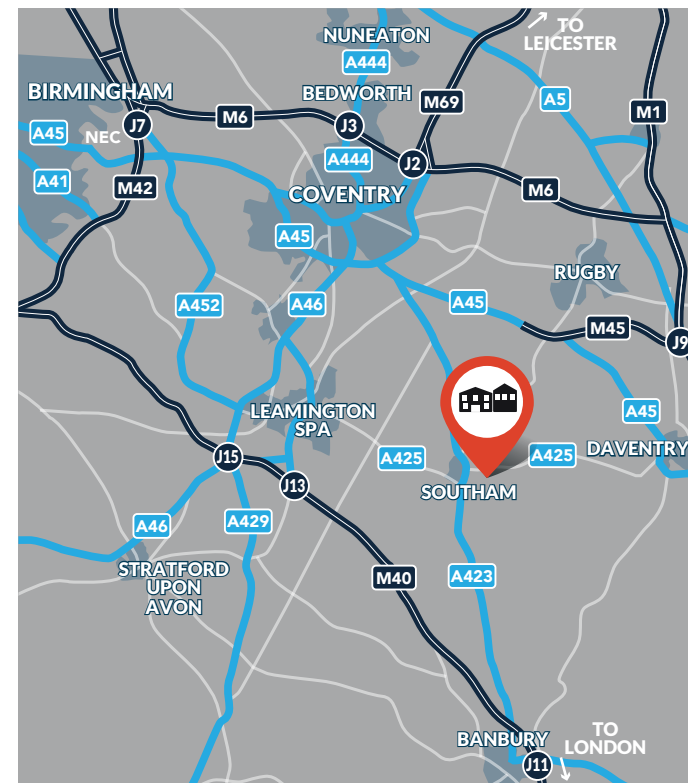 NUNEATON
TO
LEICESTER
A444
BIRMINGHAM
BEDWORTH
M69
A5
M1
J7
M6
J3
A45
NEC
A444
J2
A41
M42
COVENTRY
M6
A45
RUGBY
A452
A46
A45
M45
J9
LEAMINGTON
SPA
A45
DAVENTRY
J15
A425
A425
J13
SOUTHAM
A46
A429
STRATFORD
UPON
AVON
M40
A423
BANBURY
TO
LONDON
J11